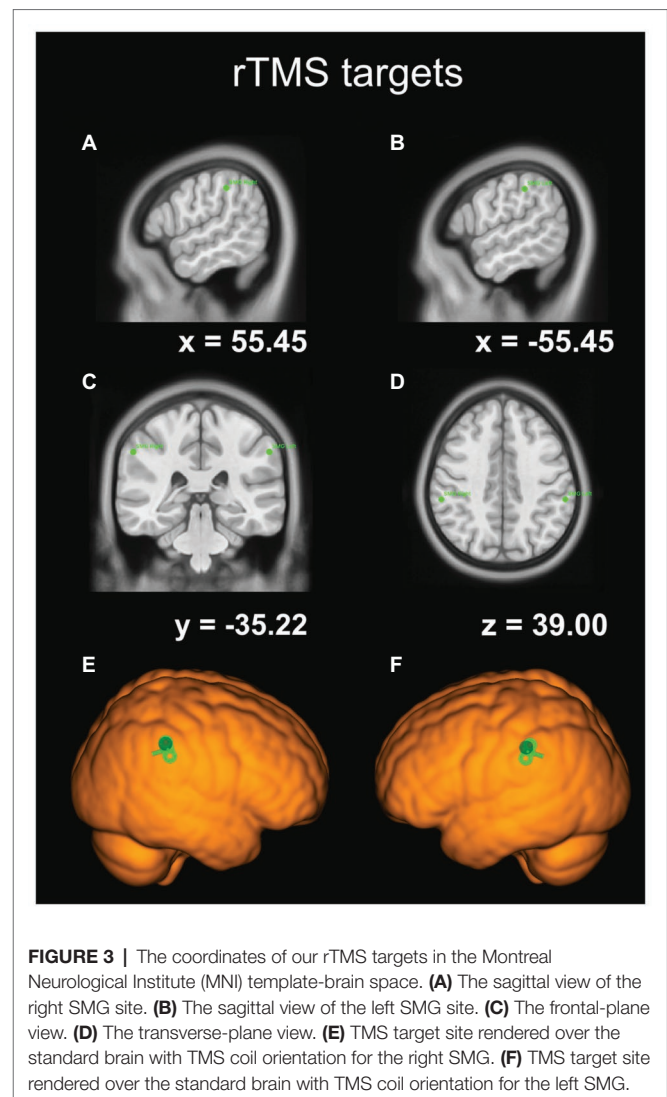 rTMS targets
A
B
x = 55.45
x = -55.45
C
D
y = -35.22
z = 39.00
E
F
FIGURE 3 | The coordinates of our rTMS targets in the Montreal
Neurological Institute (MNI) template-brain space. (A) The sagittal view of the
right SMG site. (B) The sagittal view of the left SMG site. (C) The frontal-plane
view. (D) The transverse-plane view. (E) TMS target site rendered over the
standard brain with TMS coil orientation for the right SMG. (F) TMS target site
rendered over the standard brain with TMS coil orientation for the left SMG.